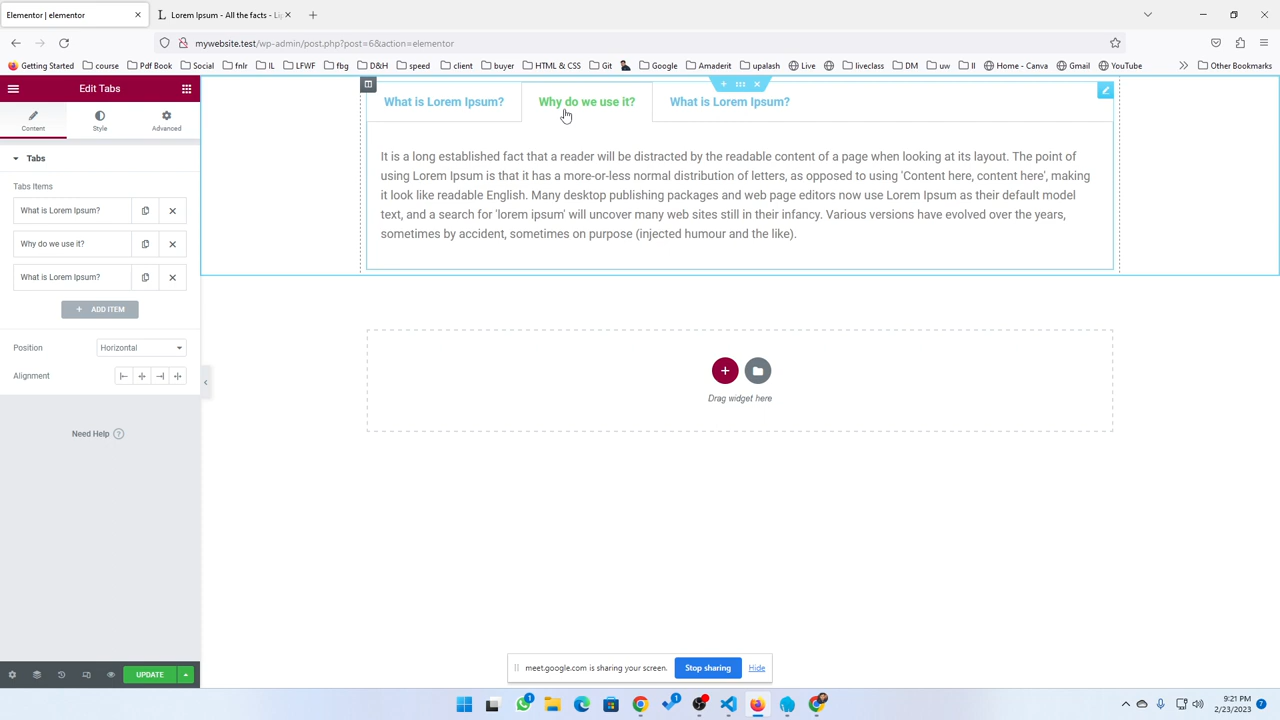 Elementor | elementor
Lorem Ipsum - All the facts - Li
mywebsite.test/wp-admin/post.php?post=6&action=elementor
Getting Started
course
Pdf Book
Social
fnlr
IL
LFWF
fbg
D&H
speed
client
buyer
HTML & CSS
Git
Google
Amaderit
upalash
Live
liveclass
DM
uw
II
Home - Canva
Gmail
YouTube
Other Bookmarks
Edit Tabs
Content
Style
Advanced
Tabs
Tabs Items
What is Lorem Ipsum?
Why do we use it?
What is Lorem Ipsum?
ADD ITEM
Position
Horizontal
Alignment
Need Help
UPDATE
What is Lorem Ipsum?
Why do we use it?
What is Lorem Ipsum?
It is a long established fact that a reader will be distracted by the readable content of a page when looking at its layout. The point of
using Lorem Ipsum is that it has a more-or-less normal distribution of letters, as opposed to using 'Content here, content here', making
it look like readable English. Many desktop publishing packages and web page editors now use Lorem Ipsum as their default model
text, and a search for 'lorem ipsum' will uncover many web sites still in their infancy. Various versions have evolved over the years,
sometimes by accident, sometimes on purpose (injected humour and the like).
Drag widget here
meet.google.com is sharing your screen.
Stop sharing
Hide
1
1
9:21 PM
2/23/2023
7